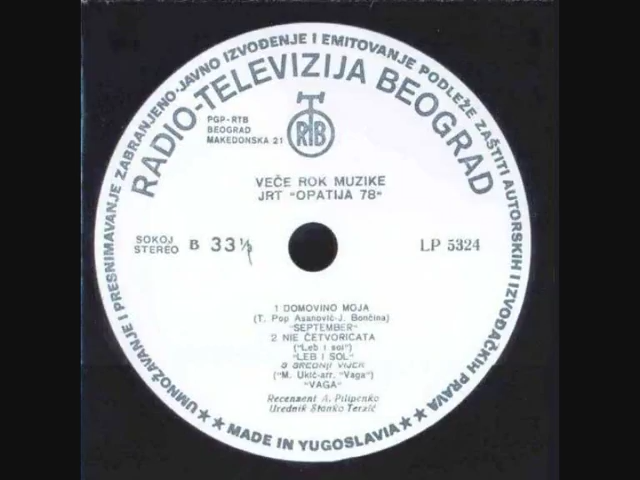 UMNOŽAVANJE I PRESNIMAVANJE ZABRANJENO-JAVNO IZVOĐENJE I EMITOVANJE PODLEŽE ZAŠTITI AUTORSKIH I IZVOĐAČKIH PRAVA
RADIO-TELEVIZIJA BEOGRAD
PGP-RTB
BEOGRAD
MAKEDONSKA 21
RTB
VEČE ROK MUZIKE
JRT "OPATIJA 78"
SOKOJ
STEREO
B 33⅓
LP 5324
1 DOMOVINO MOJA
(T. Pop Asanović-J. Bončina)
"SEPTEMBER"
2. NIE ČETVORICATA
("Leb i sol")
"LEB I SOL"
3 SREDNJI VIJEK
("M. Ukić-arr. "Vaga")
"VAGA"
Recenzent A. Pilipenko
Urednik Stanko Terzić
★★ MADE IN YUGOSLAVIA ★★